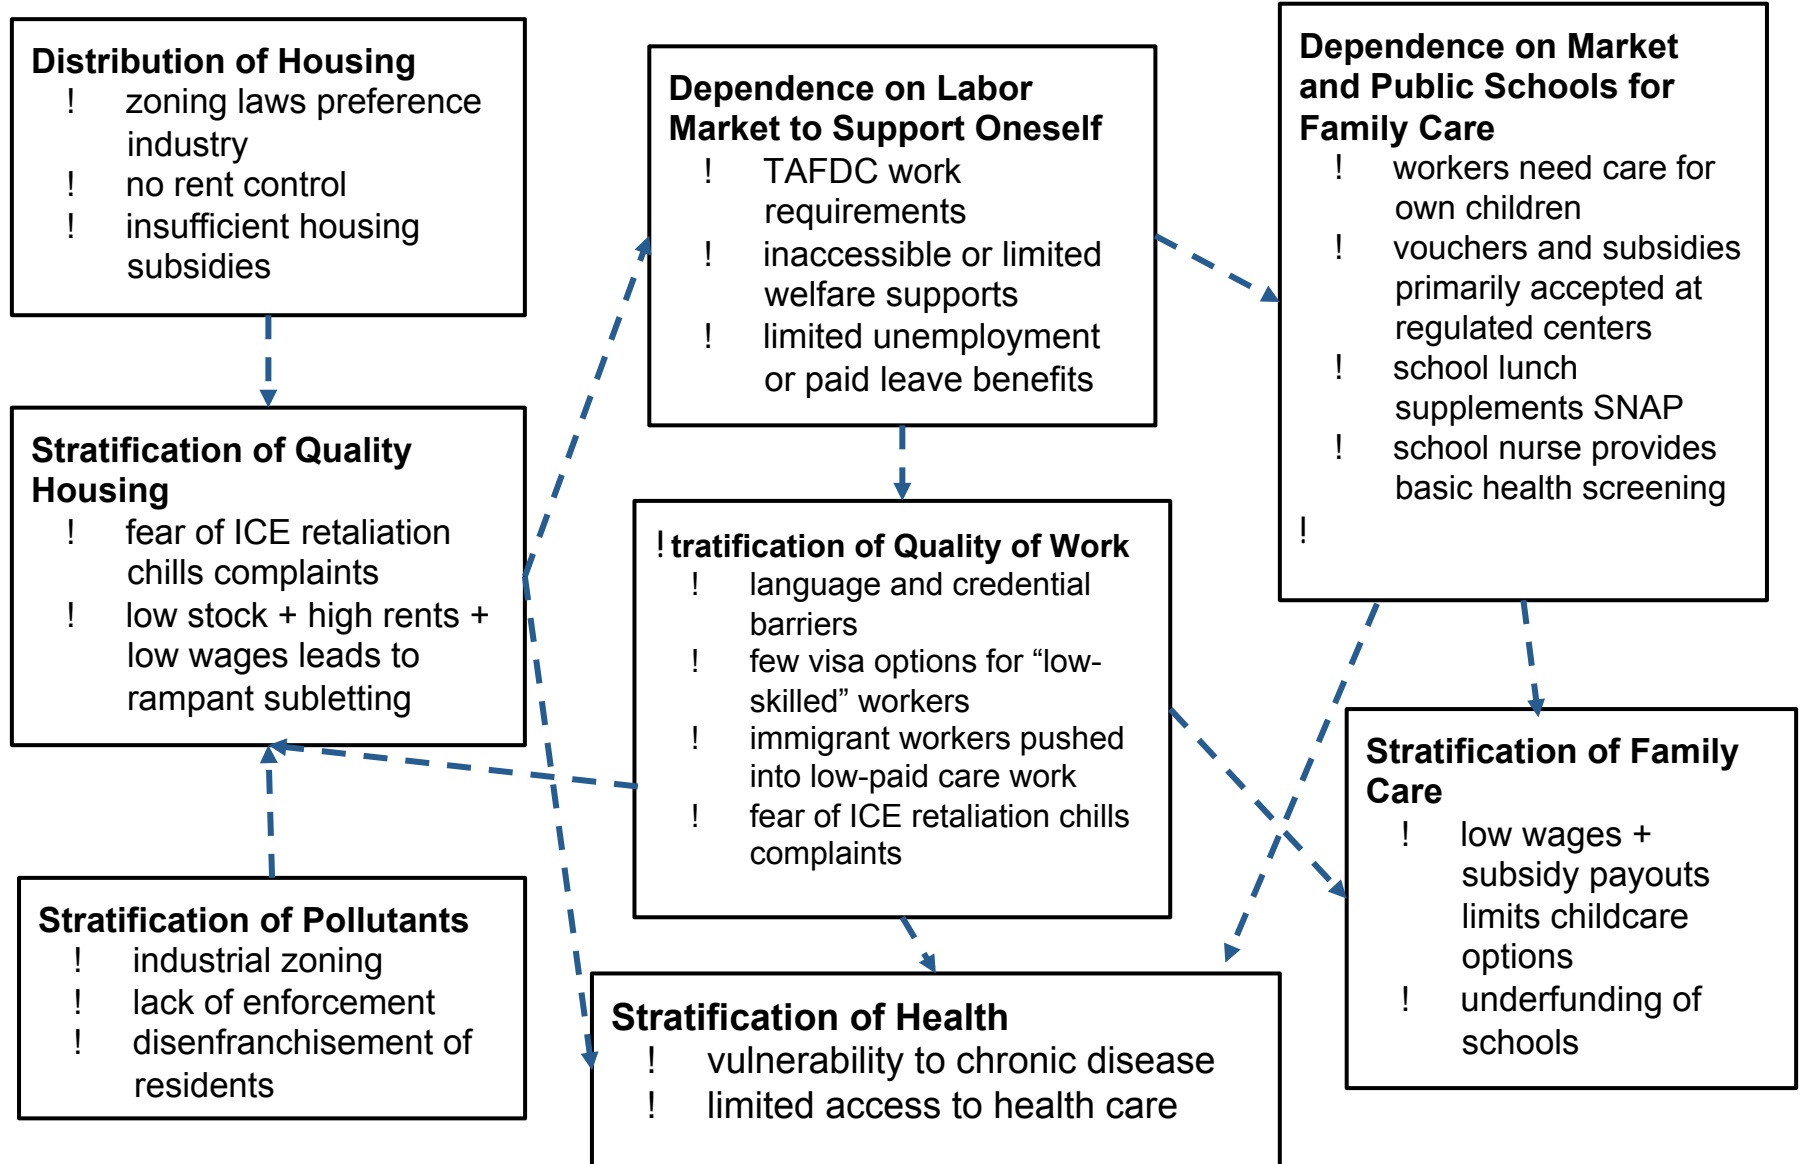 Distribution of Housing
! zoning laws preference
industry
! no rent control
! insufficient housing
subsidies
Dependence on Labor
Market to Support Oneself
! TAFDC work
requirements
! inaccessible or limited
welfare supports
! limited unemployment
or paid leave benefits
Dependence on Market
and Public Schools for
Family Care
! workers need care for
own children
! vouchers and subsidies
primarily accepted at
regulated centers
! school lunch
supplements SNAP
! school nurse provides
basic health screening
!
Stratification of Quality
Housing
! fear of ICE retaliation
chills complaints
! low stock + high rents +
low wages leads to
rampant subletting
! tratification of Quality of Work
! language and credential
barriers
! few visa options for “low-
skilled” workers
! immigrant workers pushed
into low-paid care work
! fear of ICE retaliation chills
complaints
Stratification of Family
Care
! low wages +
subsidy payouts
limits childcare
options
! underfunding of
schools
Stratification of Pollutants
! industrial zoning
! lack of enforcement
! disenfranchisement of
residents
Stratification of Health
! vulnerability to chronic disease
! limited access to health care